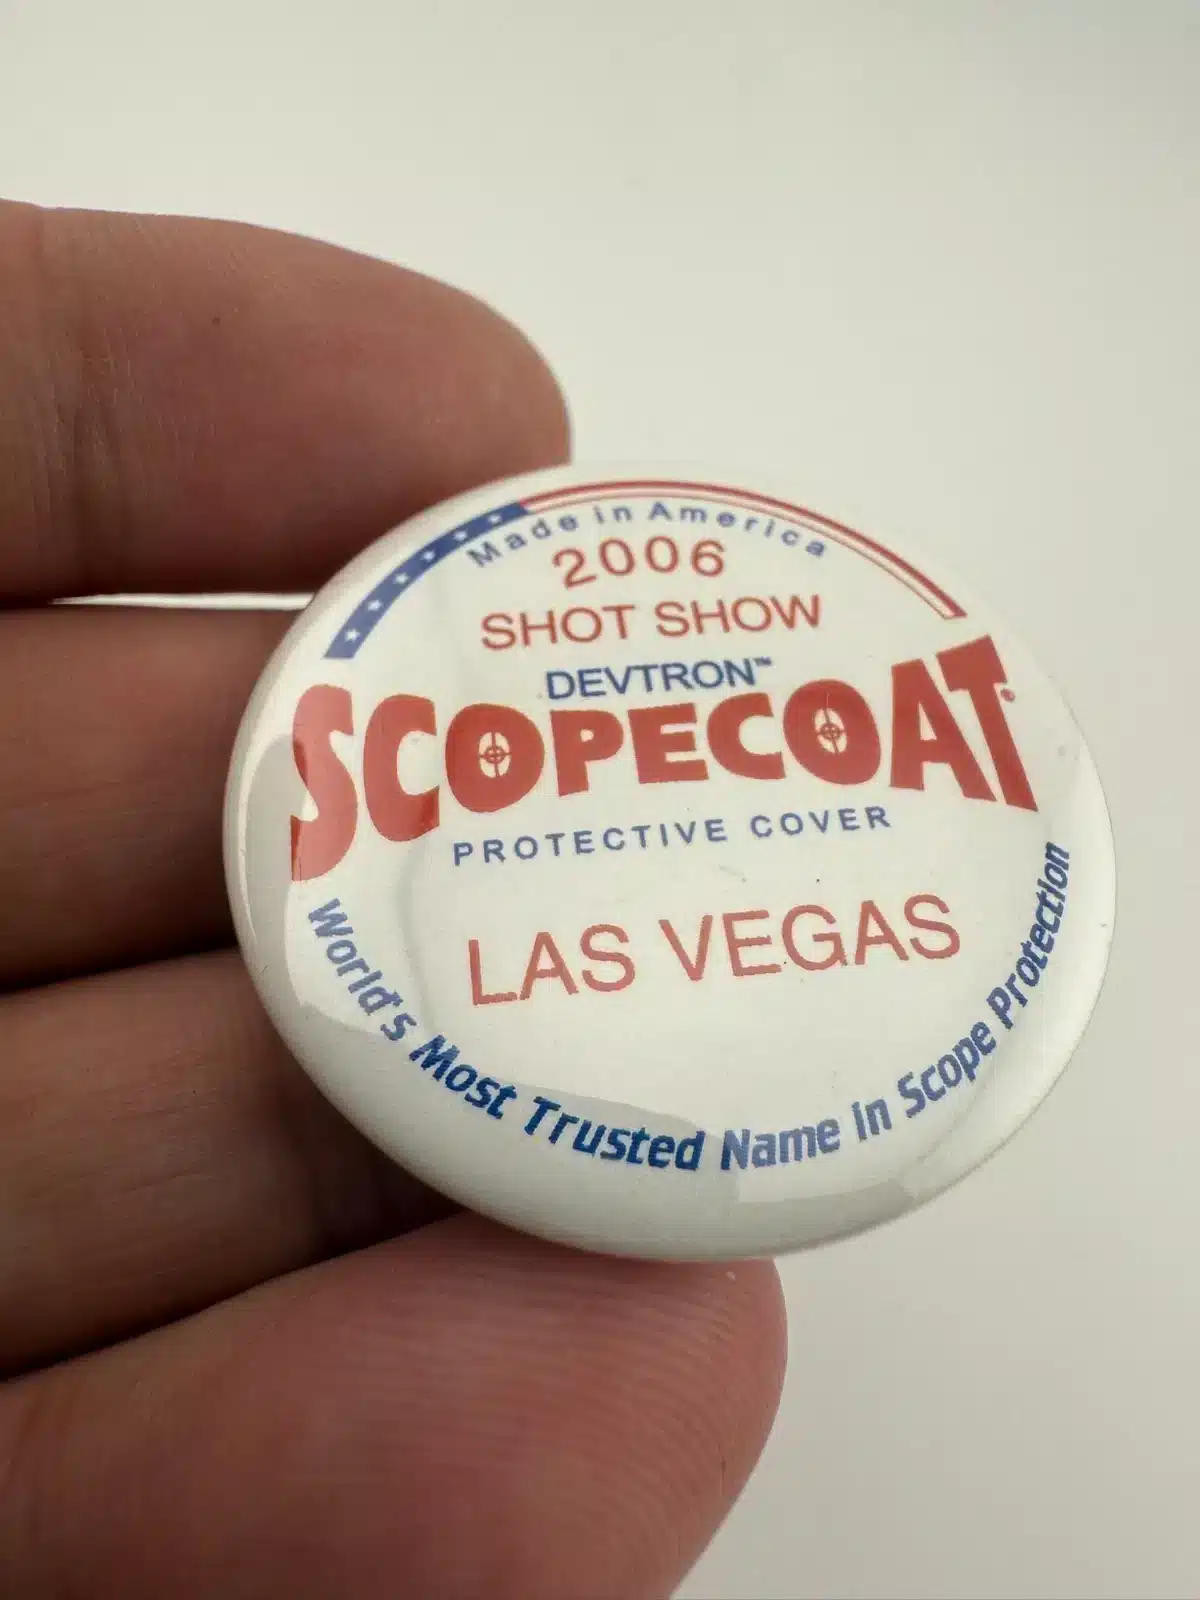 Made in America
2006
SHOT SHOW
DEVTRON™
SCOPECOAT®
PROTECTIVE COVER
LAS VEGAS
World's Most Trusted Name in Scope Protection